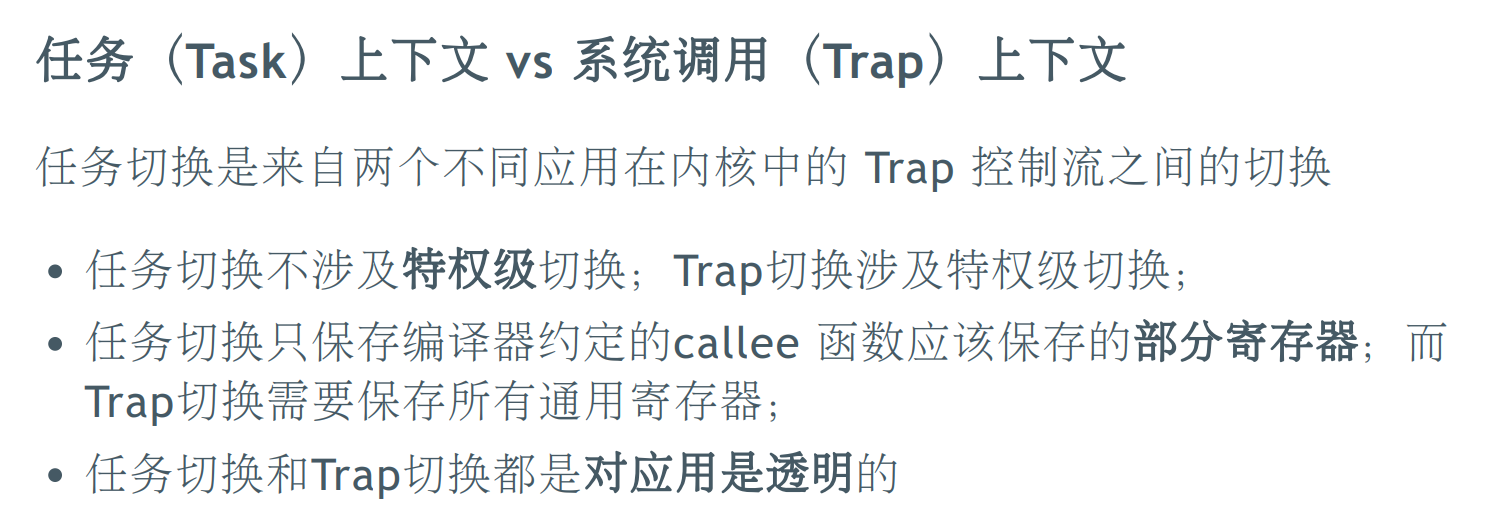 任务（Task）上下文 vs 系统调用（Trap）上下文
任务切换是来自两个不同应用在内核中的 Trap 控制流之间的切换
• 任务切换不涉及特权级切换；Trap切换涉及特权级切换；
• 任务切换只保存编译器约定的callee 函数应该保存的部分寄存器；而
Trap切换需要保存所有通用寄存器；
• 任务切换和Trap切换都是对应用是透明的